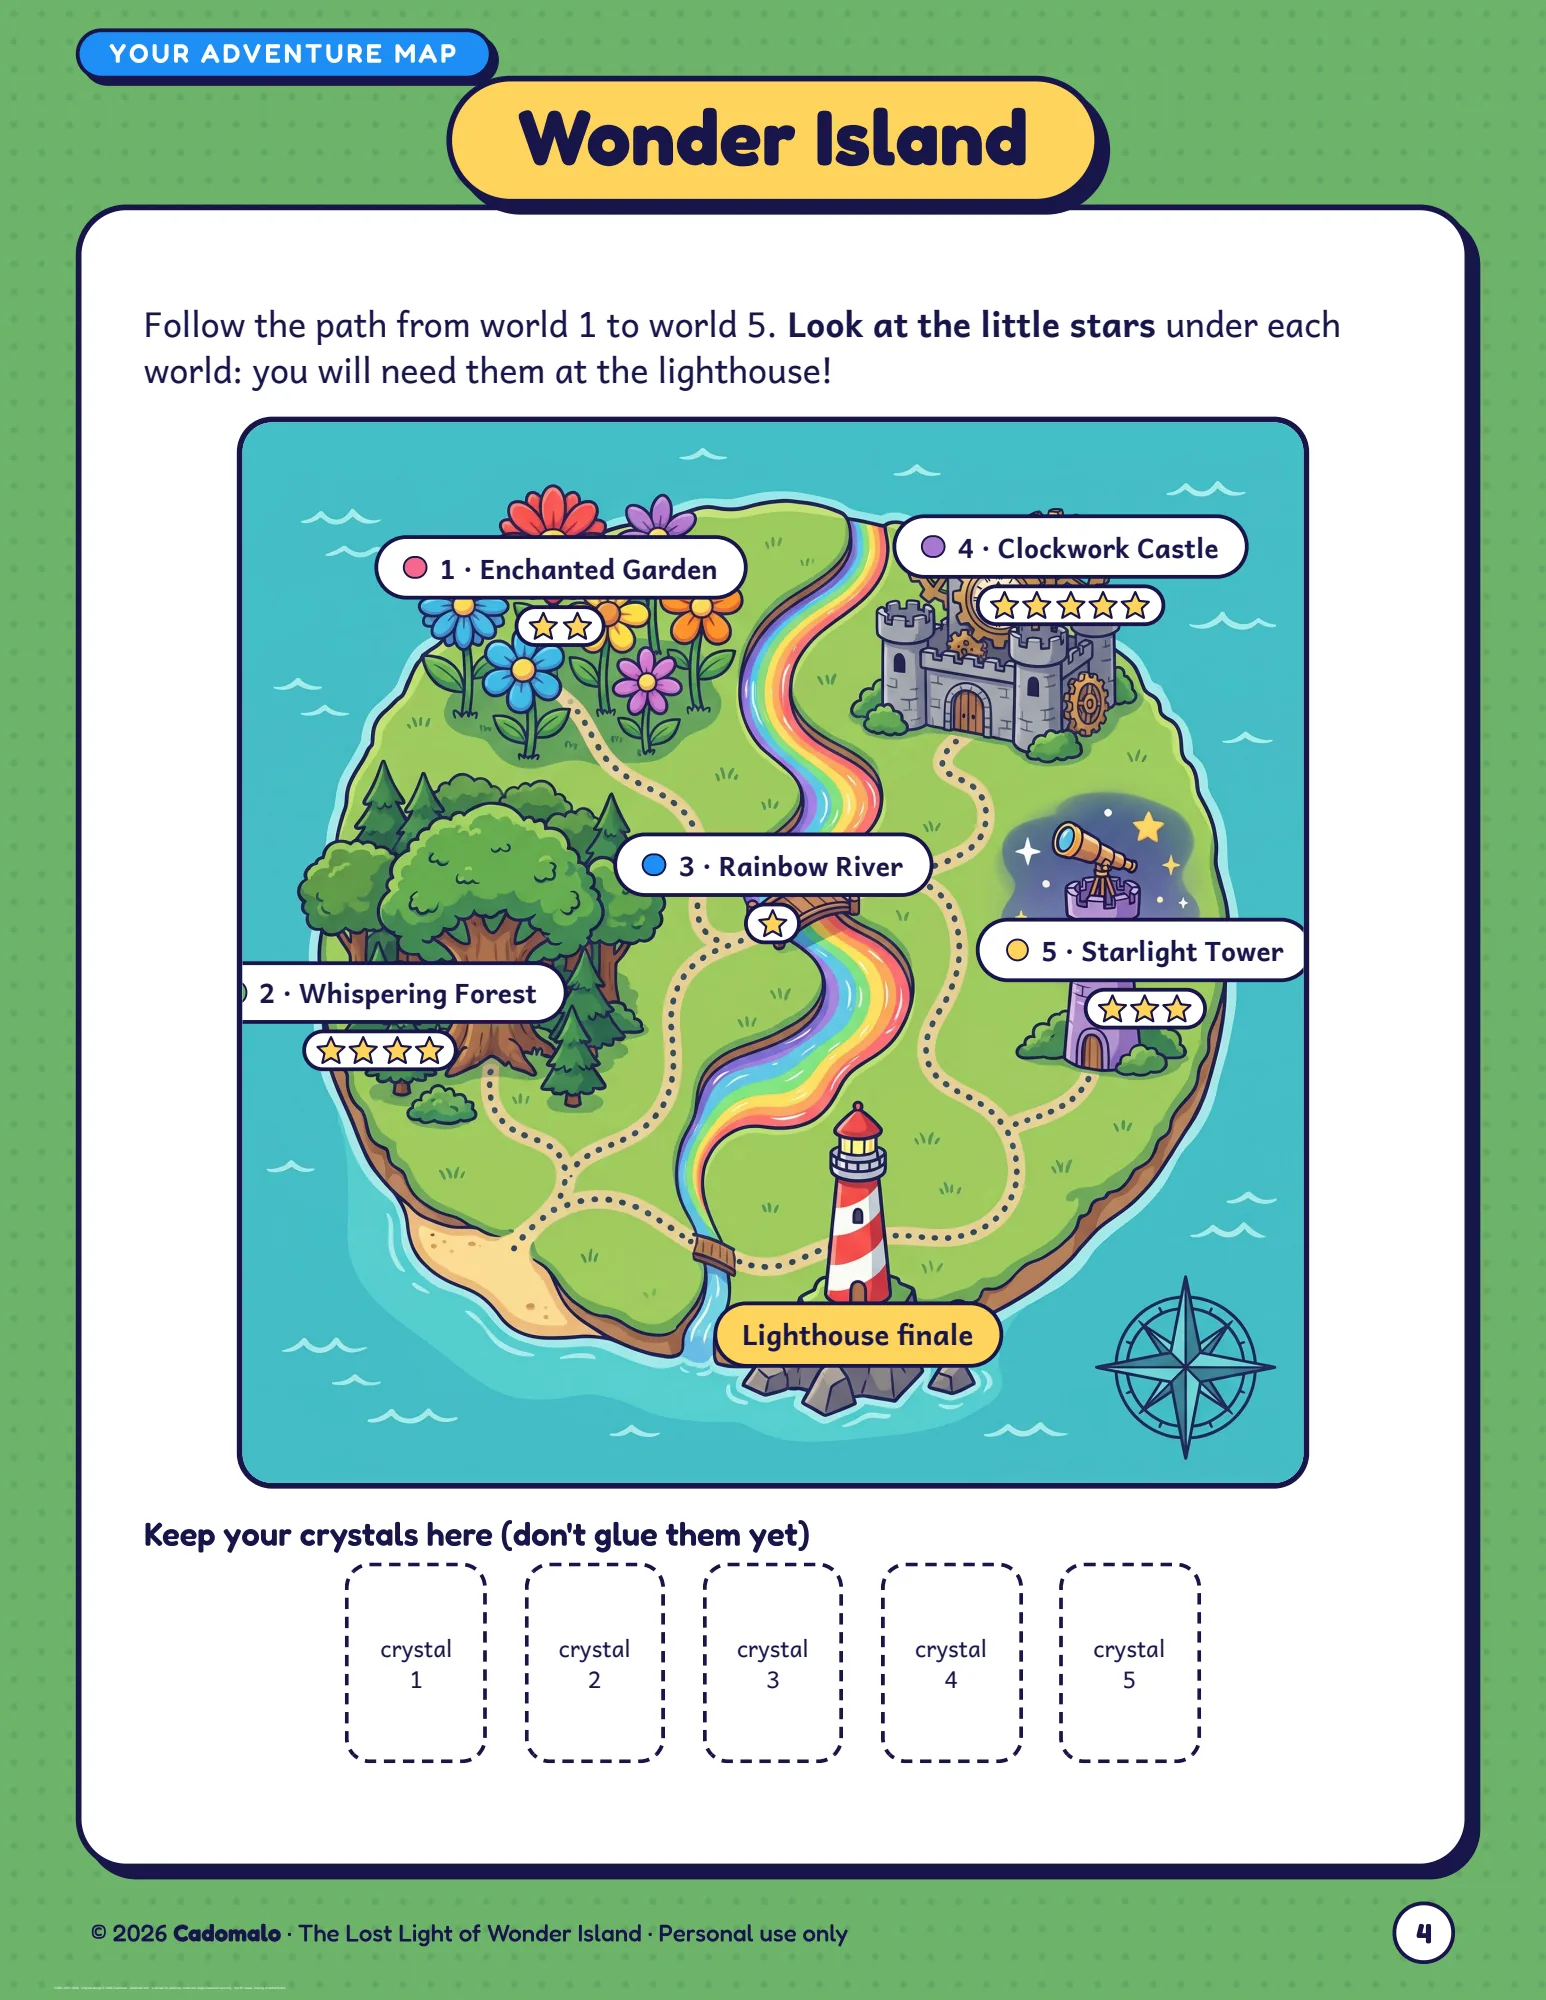 YOUR ADVENTURE MAP
Wonder Island
Follow the path from world 1 to world 5. Look at the little stars under each
world: you will need them at the lighthouse!
1 · Enchanted Garden
4 · Clockwork Castle
3 · Rainbow River
5 · Starlight Tower
2 · Whispering Forest
Lighthouse finale
Keep your crystals here (don't glue them yet)
crystal
1
crystal
2
crystal
3
crystal
4
crystal
5
© 2026 Cadomalo · The Lost Light of Wonder Island · Personal use only
4